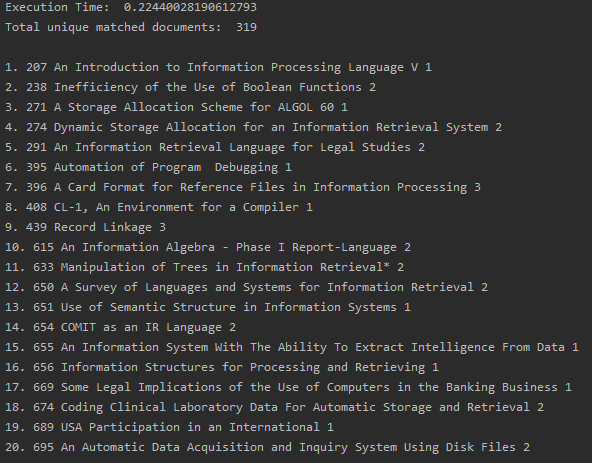 Execution Time:  0.22440028190612793
Total unique matched documents:  319
1. 207 An Introduction to Information Processing Language V 1
2. 238 Inefficiency of the Use of Boolean Functions 2
3. 271 A Storage Allocation Scheme for ALGOL 60 1
4. 274 Dynamic Storage Allocation for an Information Retrieval System 2
5. 291 An Information Retrieval Language for Legal Studies 2
6. 395 Automation of Program  Debugging 1
7. 396 A Card Format for Reference Files in Information Processing 3
8. 408 CL-1, An Environment for a Compiler 1
9. 439 Record Linkage 3
10. 615 An Information Algebra - Phase I Report-Language 2
11. 633 Manipulation of Trees in Information Retrieval* 2
12. 650 A Survey of Languages and Systems for Information Retrieval 2
13. 651 Use of Semantic Structure in Information Systems 1
14. 654 COMIT as an IR Language 2
15. 655 An Information System With The Ability To Extract Intelligence From Data 1
16. 656 Information Structures for Processing and Retrieving 1
17. 669 Some Legal Implications of the Use of Computers in the Banking Business 1
18. 674 Coding Clinical Laboratory Data For Automatic Storage and Retrieval 2
19. 689 USA Participation in an International 1
20. 695 An Automatic Data Acquisition and Inquiry System Using Disk Files 2